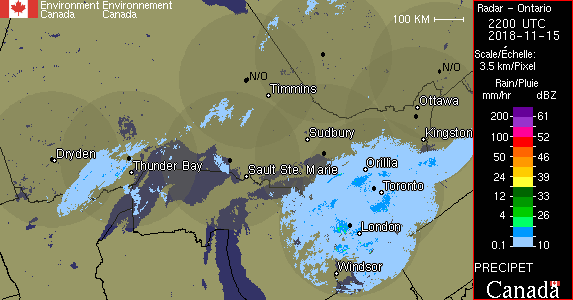 Environment Environnement
Canada Canada
100 KM
N/O
N/O
Timmins
Ottawa
Sudbury
Kingston
Dryden
Thunder Bay
Sault Ste. Marie
Orillia
Toronto
London
Windsor
Radar - Ontario
2200 UTC
2018-11-15
Scale/Échelle:
3.5 km/Pixel
Rain/Pluie
mm/hr dBZ
200 61
100 52
50 46
24 39
12 33
4 26
0.1 10
PRECIPET
Canada